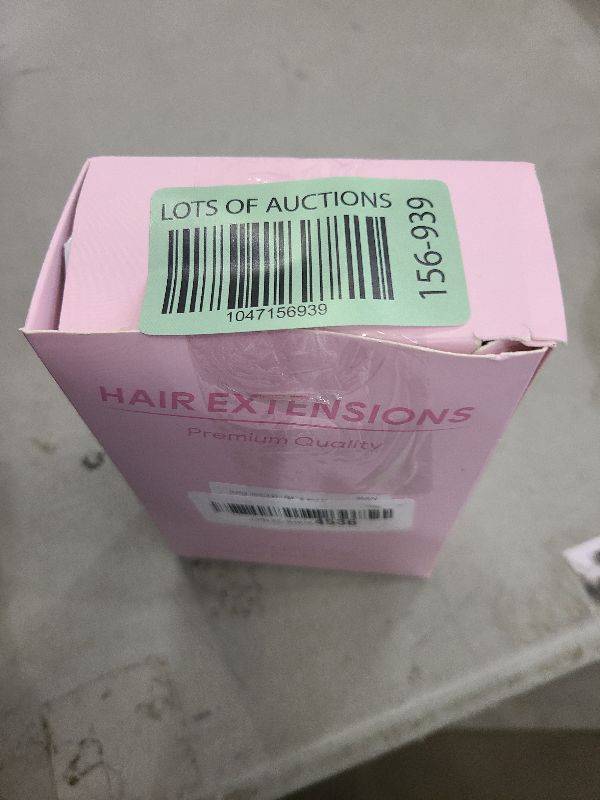 LOTS OF AUCTIONS
156-939
1047156939
HAIR EXTENSIONS
Premium Quality